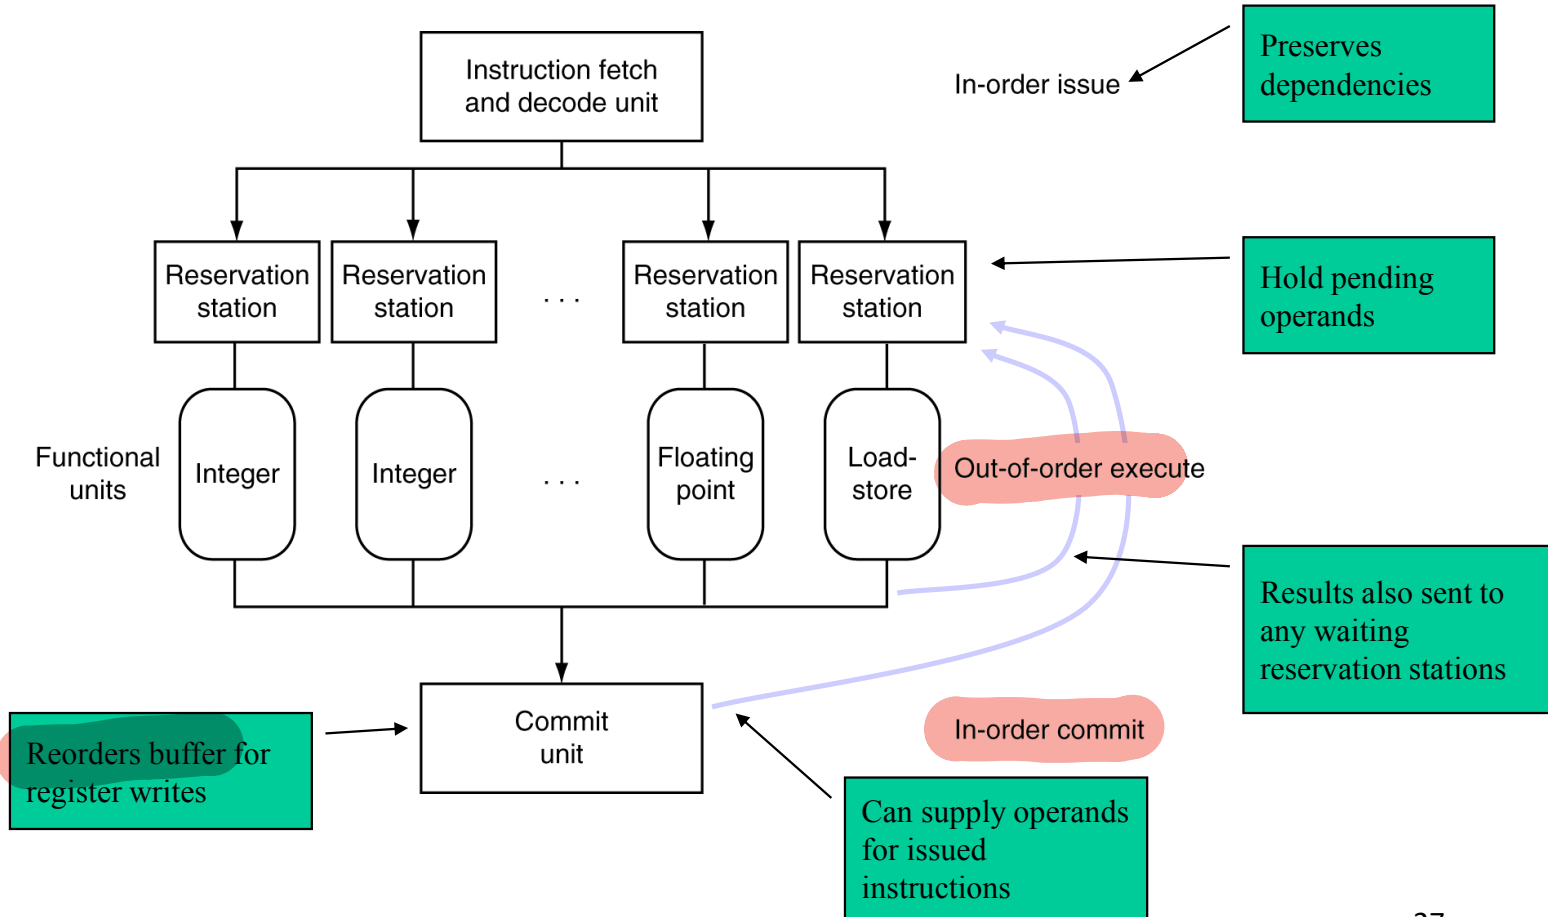 Instruction fetch
and decode unit
In-order issue
Preserves
dependencies
Reservation
station
Reservation
station
. . .
Reservation
station
Reservation
station
Hold pending
operands
Functional
units
Integer
Integer
. . .
Floating
point
Load-
store
Out-of-order execute
Results also sent to
any waiting
reservation stations
Commit
unit
In-order commit
Reorders buffer for
register writes
Can supply operands
for issued
instructions
37